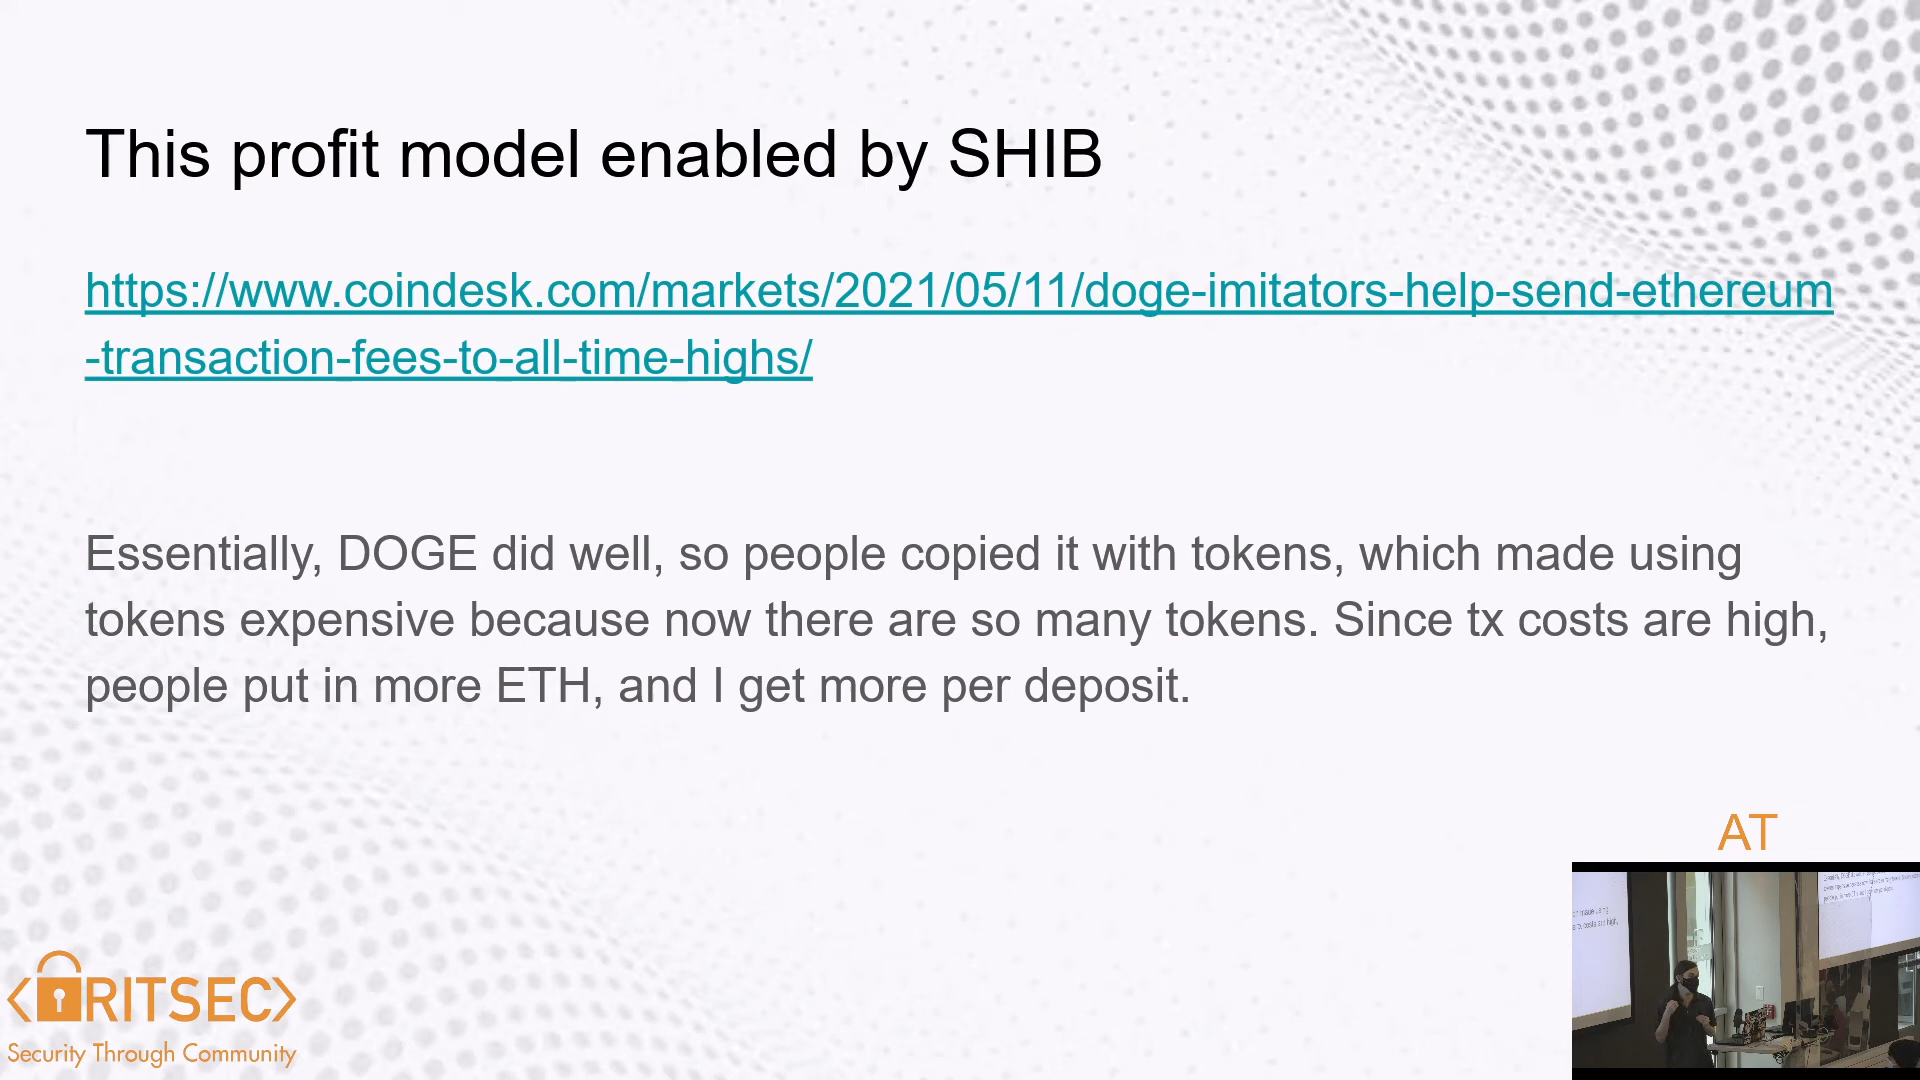 This profit model enabled by SHIB
https://www.coindesk.com/markets/2021/05/11/doge-imitators-help-send-ethereum
-transaction-fees-to-all-time-highs/
Essentially, DOGE did well, so people copied it with tokens, which made using
tokens expensive because now there are so many tokens. Since tx costs are high,
people put in more ETH, and I get more per deposit.
AT
<RITSEC>
Security Through Community